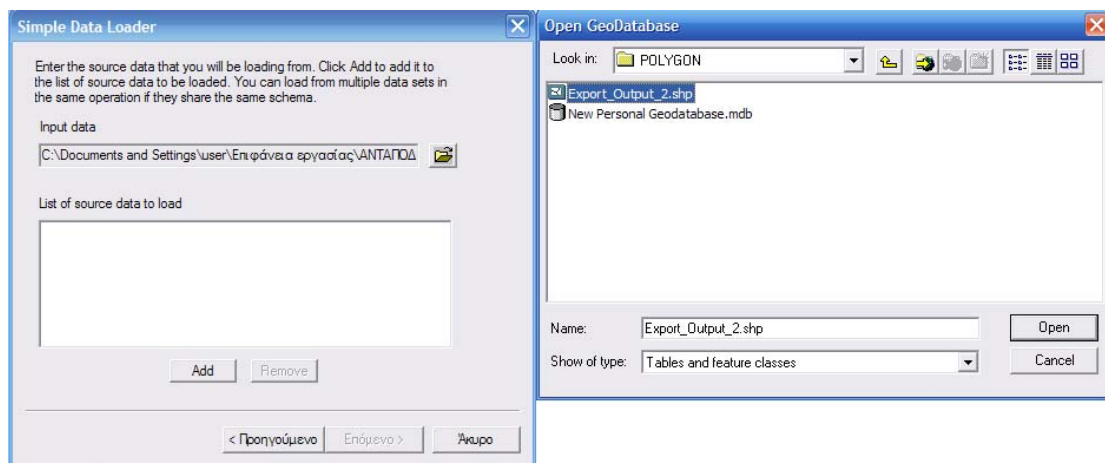 Simple Data Loader
Enter the source data that you will be loading from. Click Add to add it to
the list of source data to be loaded. You can load from multiple data sets in
the same operation if they share the same schema.
Input data
C:\Documents and Settings\user\Επιφάνεια εργασίας\ΑΝΤΑΠΟΔ
List of source data to load
Add Remove
< Προηγούμενο Επόμενο > Άκυρο
Open GeoDatabase
Look in: POLYGON
Export_Output_2.shp
New Personal Geodatabase.mdb
Name: Export_Output_2.shp Open
Show of type: Tables and feature classes Cancel